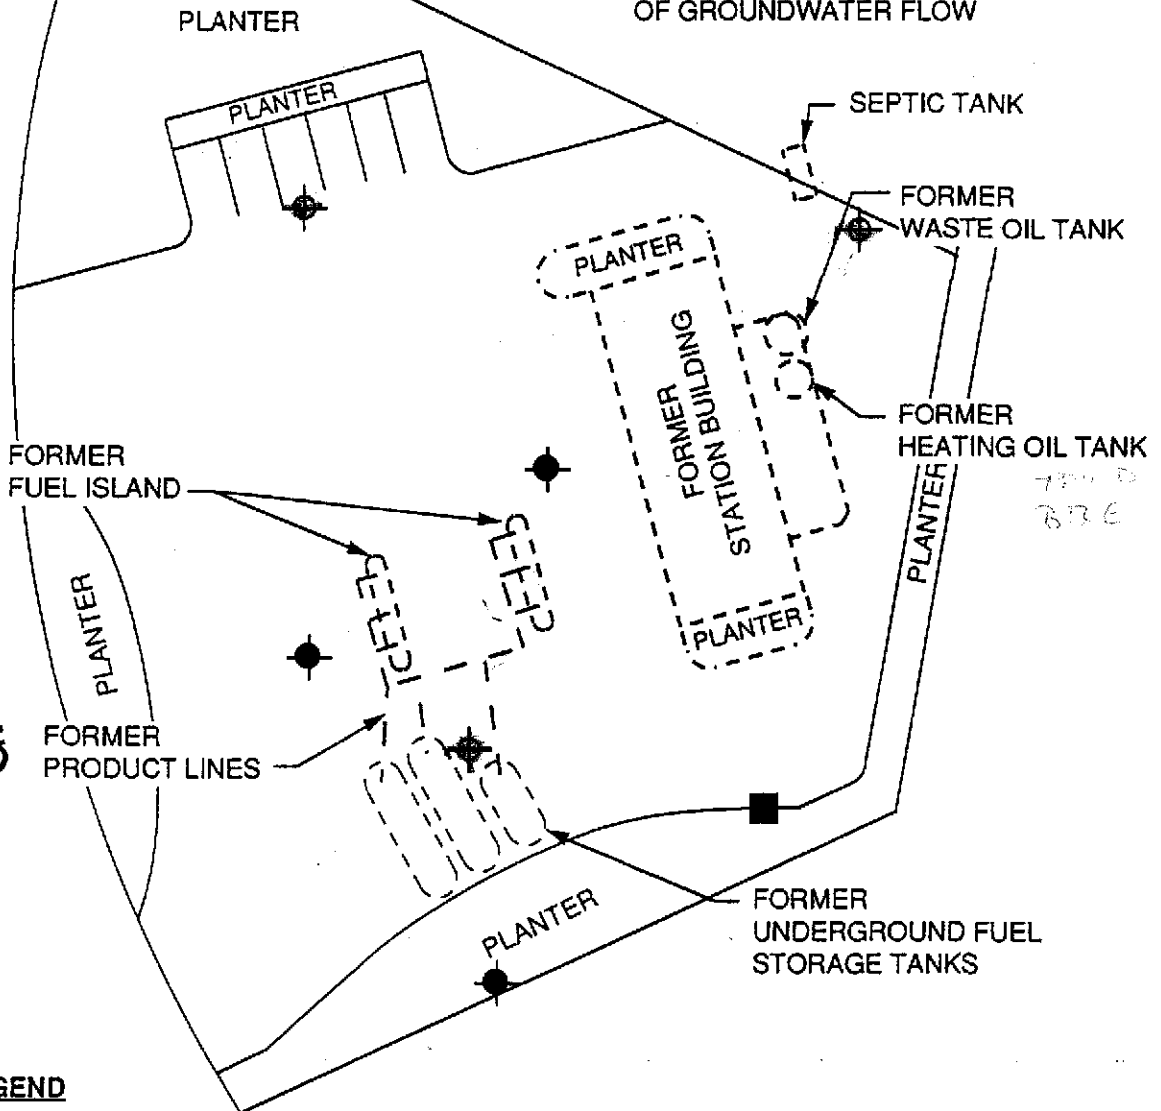 PLANTER
OF GROUNDWATER FLOW
PLANTER
SEPTIC TANK
FORMER
WASTE OIL TANK
PLANTER
FORMER
STATION BUILDING
FORMER
HEATING OIL TANK
FORMER
FUEL ISLAND
PLANTER
PLANTER
PLANTER
FORMER
PRODUCT LINES
PLANTER
FORMER
UNDERGROUND FUEL
STORAGE TANKS
GEND